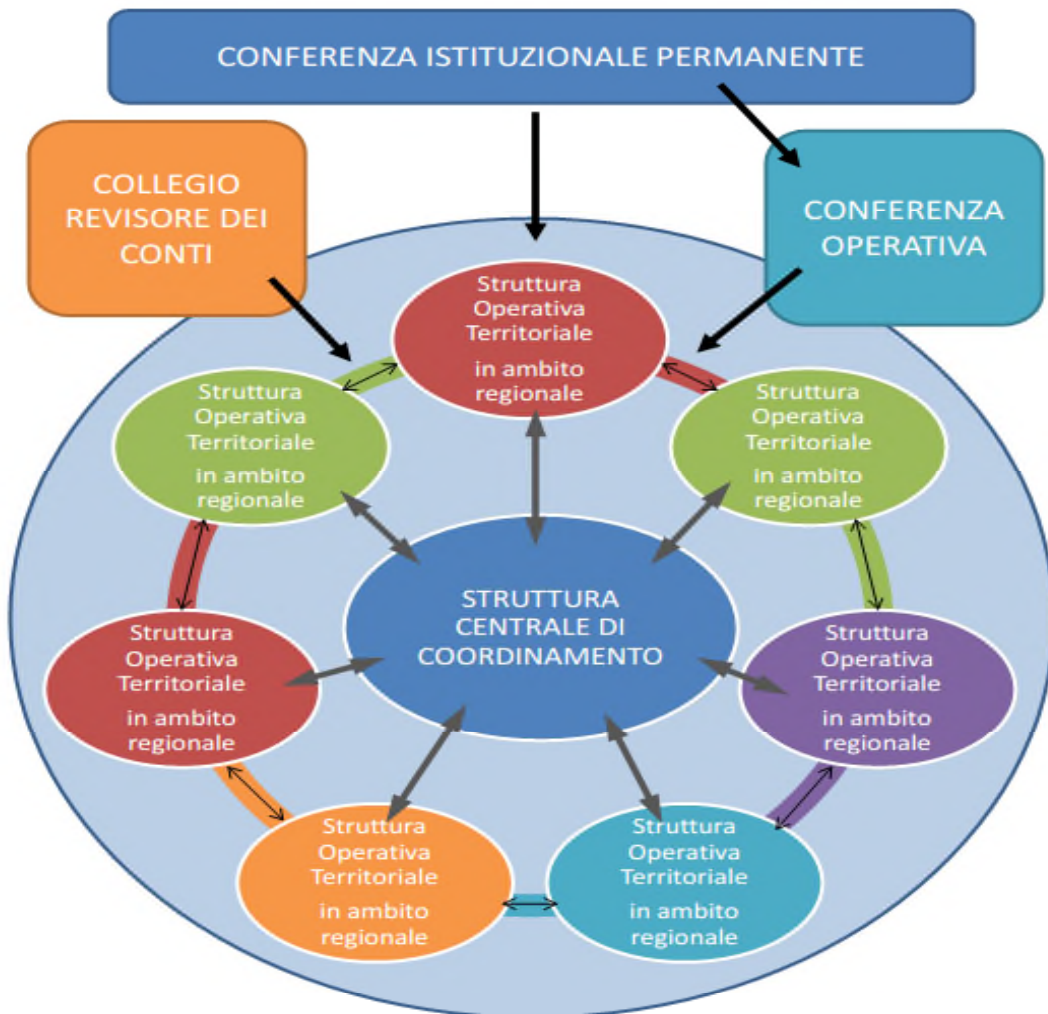 CONFERENZA ISTITUZIONALE PERMANENTE
COLLEGIO
REVISORE DEI
CONTI
CONFERENZA
OPERATIVA
Struttura
Operativa
Territoriale
in ambito
regionale
Struttura
Operativa
Territoriale
in ambito
regionale
Struttura
Operativa
Territoriale
in ambito
regionale
STRUTTURA
CENTRALE DI
COORDINAMENTO
Struttura
Operativa
Territoriale
in ambito
regionale
Struttura
Operativa
Territoriale
in ambito
regionale
Struttura
Operativa
Territoriale
in ambito
regionale
Struttura
Operativa
Territoriale
in ambito
regionale